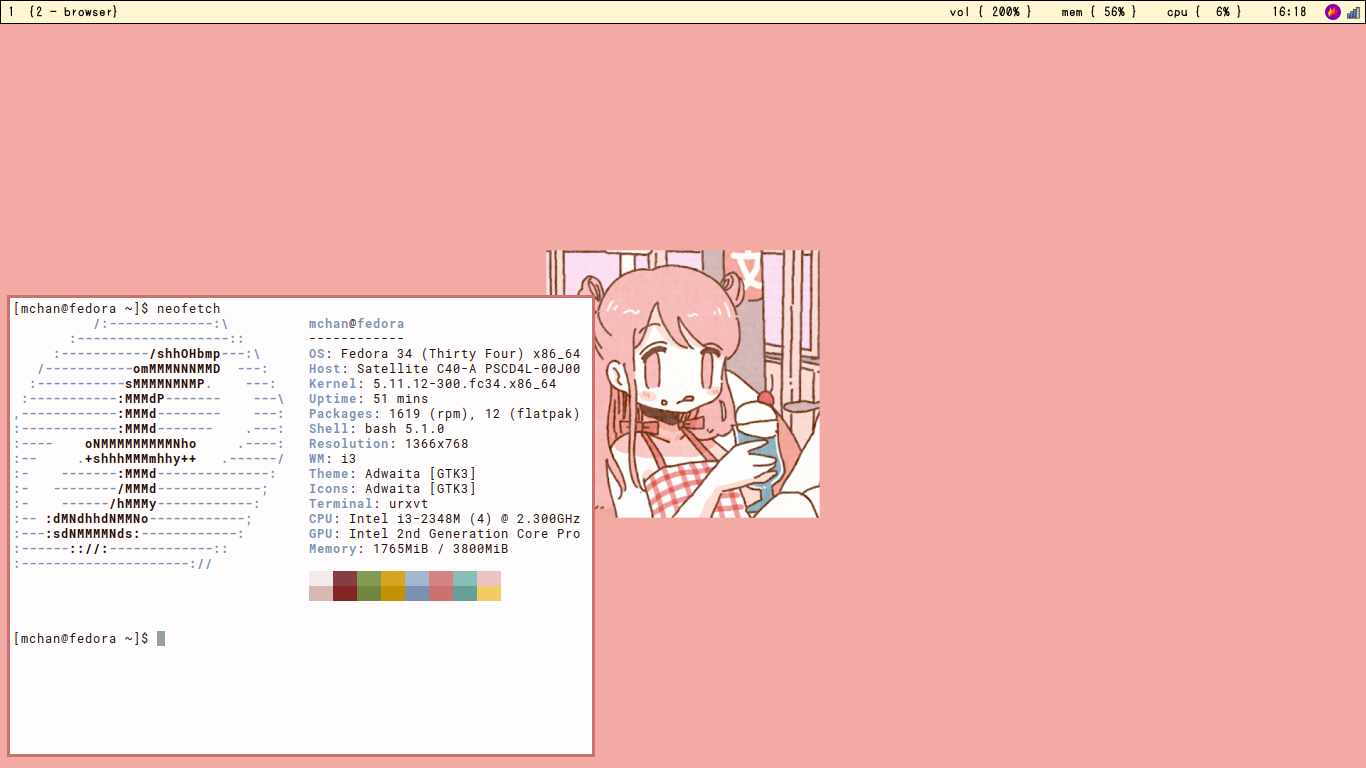 1 {2 - browser} vol { 200% } mem { 56% } cpu { 6% } 16:18
文
[mchan@fedora ~]$ neofetch
/:-------------:\ mchan@fedora
:-------------------:: ------------
:-----------/shhOHbmp---:\ OS: Fedora 34 (Thirty Four) x86_64
/-----------omMMMNNNMMD ---: Host: Satellite C40-A PSCD4L-00J00
:-----------sMMMMNMNMP. ---: Kernel: 5.11.12-300.fc34.x86_64
:-----------:MMMdP------- ---\ Uptime: 51 mins
,------------:MMMd-------- ---: Packages: 1619 (rpm), 12 (flatpak)
:------------:MMMd------- .---: Shell: bash 5.1.0
:---- oNMMMMMMMMMNho .----: Resolution: 1366x768
:-- .+shhhMMMmhhy++ .------/ WM: i3
:- -------:MMMd--------------: Theme: Adwaita [GTK3]
:- --------/MMMd-------------; Icons: Adwaita [GTK3]
:- ------/hMMMy------------: Terminal: urxvt
:-- :dMNdhhdNMMNo------------; CPU: Intel i3-2348M (4) @ 2.300GHz
:---:sdNMMMMNds:------------: GPU: Intel 2nd Generation Core Pro
:------:://:-------------:: Memory: 1765MiB / 3800MiB
:---------------------://
[mchan@fedora ~]$